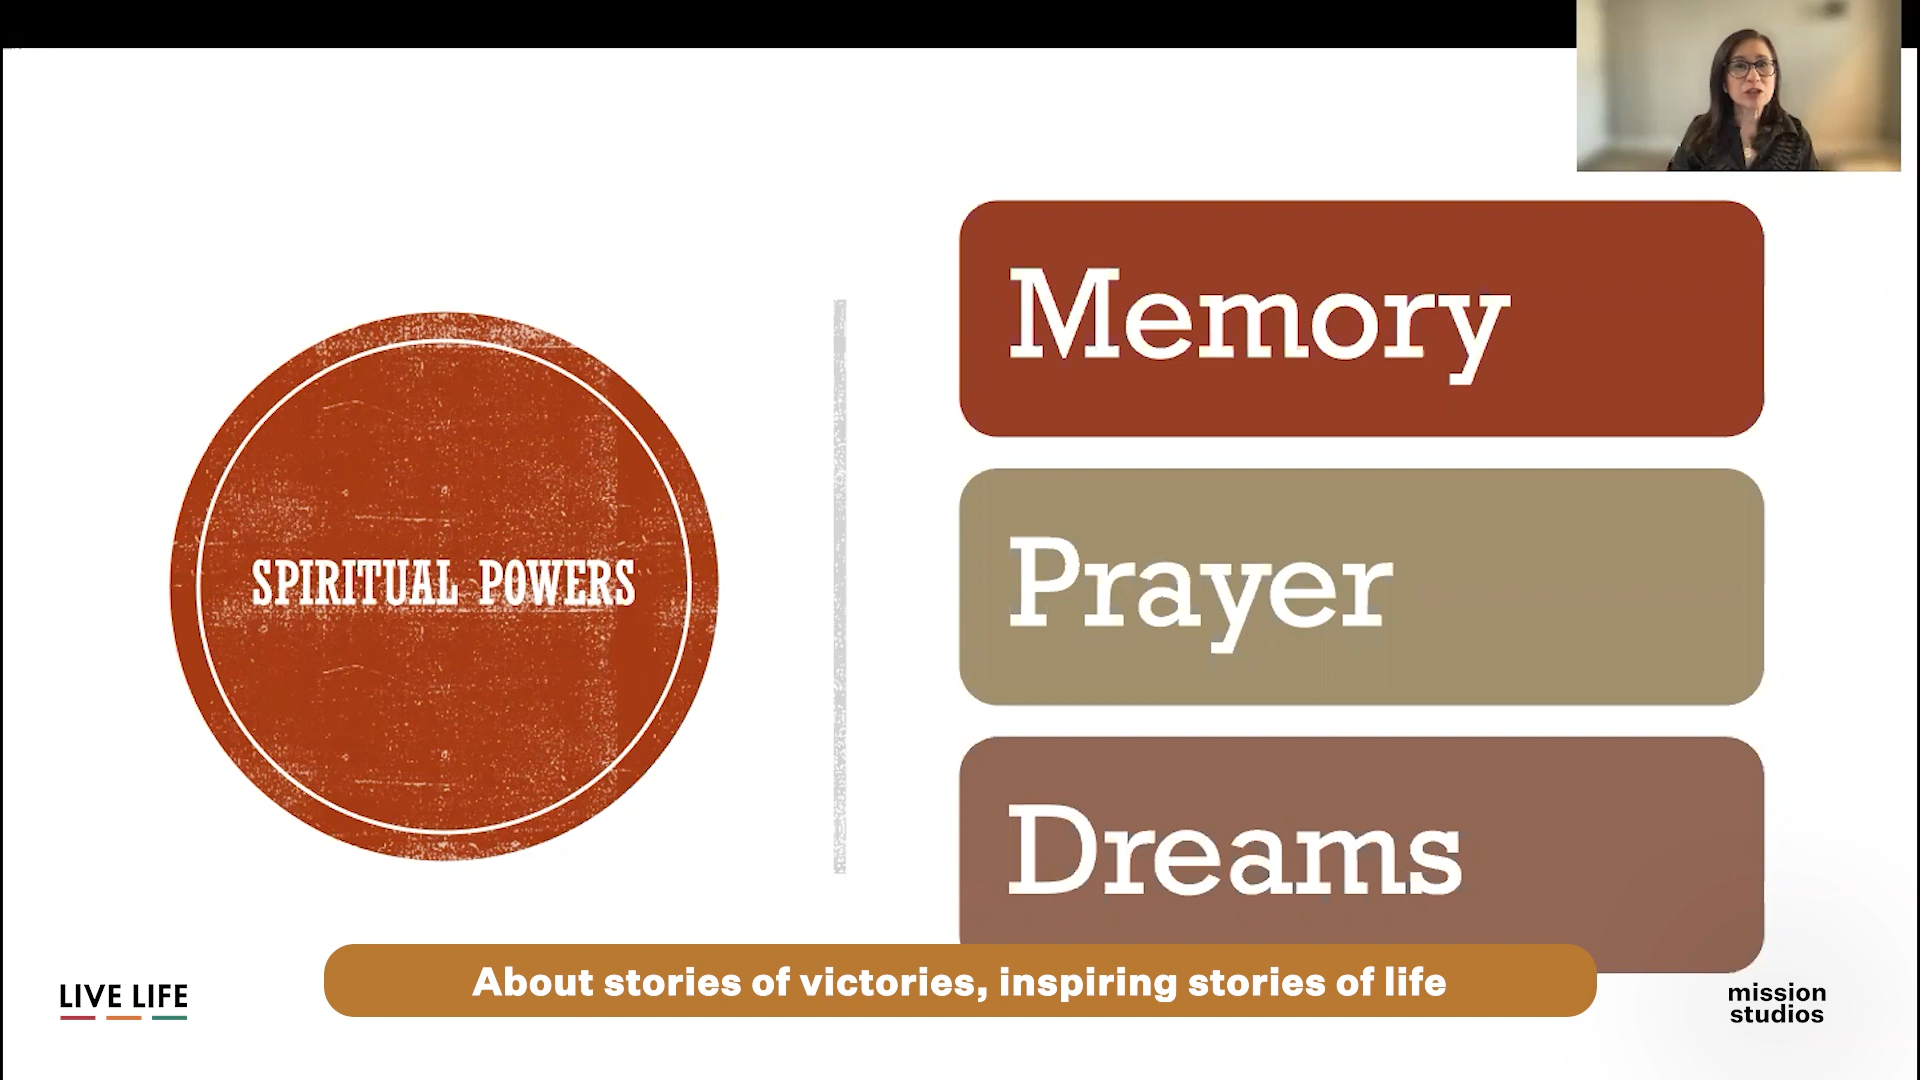 Memory
SPIRITUAL POWERS
Prayer
Dreams
About stories of victories, inspiring stories of life
LIVE LIFE
mission
studios